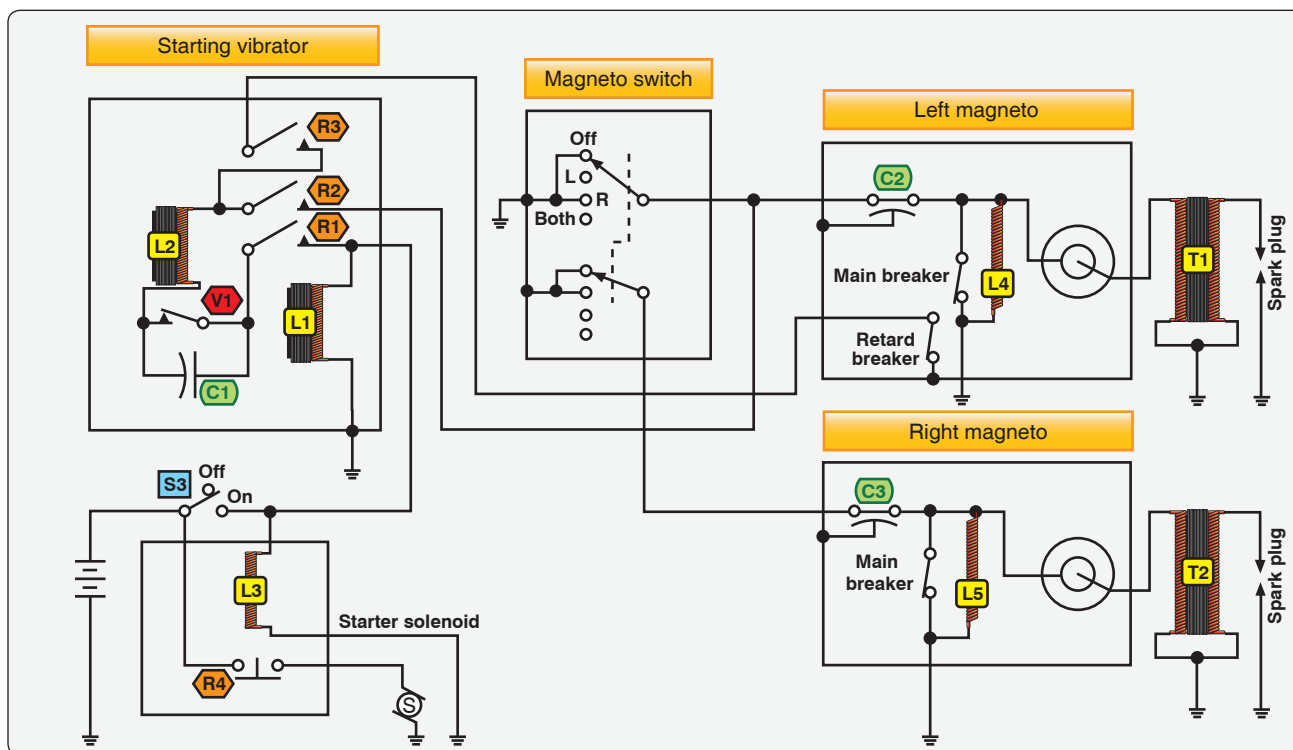 Starting vibrator
R3
R2
R1
L2
V1
L1
C1
Magneto switch
Off
L
R
Both
Left magneto
C2
Main breaker
L4
Retard
breaker
T1
Spark plug
S3
Off
On
L3
Starter solenoid
R4
S
Right magneto
C3
Main
breaker
L5
T2
Spark plug